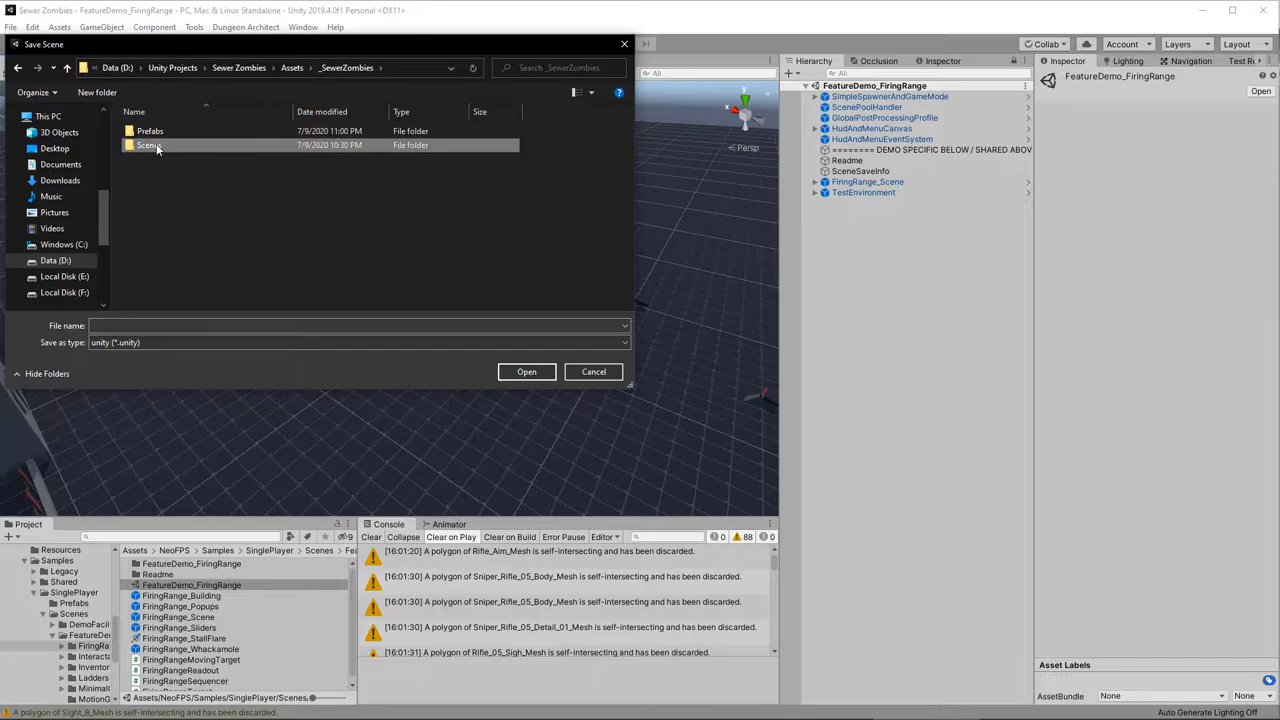 Sewer Zombies - FeatureDemo_FiringRange - PC, Mac & Linux Standalone - Unity 2019.4.0f1 Personal <DX11>
File Edit Assets GameObject Component Tools Dungeon Architect Window Help
Save Scene
Collab Account Layers Layout
Data (D:) Unity Projects Sewer Zombies Assets _SewerZombies
Search _SewerZombies
Organize New folder
Name Date modified Type Size
This PC
3D Objects
Desktop
Documents
Downloads
Music
Pictures
Videos
Windows (C:)
Data (D:)
Local Disk (E:)
Local Disk (F:)
Prefabs 7/9/2020 11:00 PM File folder
7/9/2020 10:30 PM File folder
File name:
Save as type: unity (*.unity)
Hide Folders
Open Cancel
All
x y
Persp
Hierarchy Occlusion Inspector
All
FeatureDemo_FiringRange
SimpleSpawnerAndGameMode
ScenePoolHandler
GlobalPostProcessingProfile
HudAndMenuCanvas
HudAndMenuEventSystem
======== DEMO SPECIFIC BELOW / SHARED ABOV
Readme
SceneSaveInfo
FiringRange_Scene
TestEnvironment
Inspector Lighting Navigation Test Ru
FeatureDemo_FiringRange
Open
Project
9
Resources
Samples
Legacy
Shared
SinglePlayer
Prefabs
Scenes
DemoFacil
FeatureDe
FiringRa
Interacta
Inventor
Ladders
Minimal
MotionG
Assets NeoFPS Samples SinglePlayer Scenes Fe
FeatureDemo_FiringRange
Readme
FeatureDemo_FiringRange
FiringRange_Building
FiringRange_Popups
FiringRange_Scene
FiringRange_Sliders
FiringRange_StallFlare
FiringRange_Whackamole
FiringRangeMovingTarget
FiringRangeReadout
FiringRangeSequencer
Assets/NeoFPS/Samples/SinglePlayer/Scenes
Console Animator
Clear Collapse Clear on Play Clear on Build Error Pause Editor 0 88 0
[16:01:20] A polygon of Rifle_Aim_Mesh is self-intersecting and has been discarded.
[16:01:30] A polygon of Sniper_Rifle_05_Body_Mesh is self-intersecting and has been discarded.
[16:01:30] A polygon of Sniper_Rifle_05_Body_Mesh is self-intersecting and has been discarded.
[16:01:30] A polygon of Sniper_Rifle_05_Detail_01_Mesh is self-intersecting and has been discarded.
[16:01:31] A polygon of Rifle_05_Sigh_Mesh is self-intersecting and has been discarded.
Asset Labels
AssetBundle None None
A polygon of Sight_8_Mesh is self-intersecting and has been discarded.
Auto Generate Lighting Off